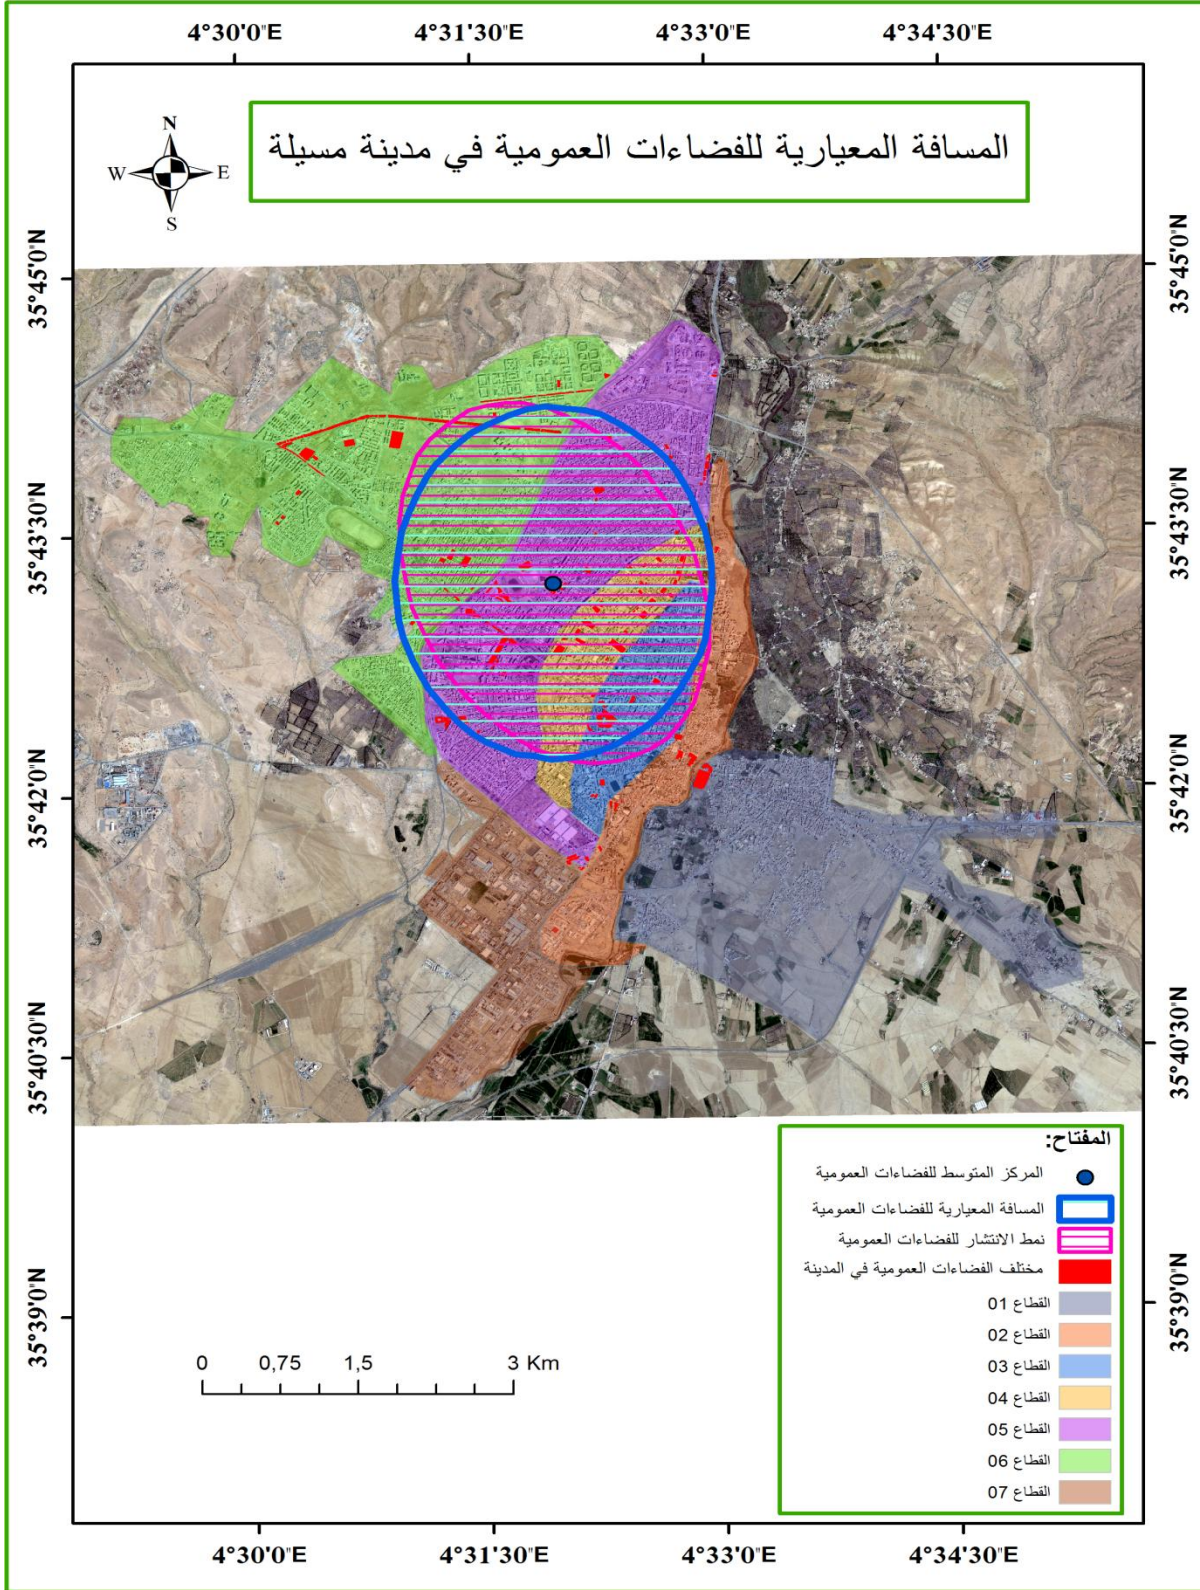 4°30'0"E 4°31'30"E 4°33'0"E 4°34'30"E
المسافة المعيارية للفضاءات العمومية في مدينة مسيلة
N
W E
S
35°45'0"N 35°45'0"N
35°43'30"N 35°43'30"N
35°42'0"N 35°42'0"N
35°40'30"N 35°40'30"N
35°39'0"N 35°39'0"N
المفتاح:
المركز المتوسط للفضاءات العمومية
المسافة المعيارية للفضاءات العمومية
نمط الانتشار للفضاءات العمومية
مختلف الفضاءات العمومية في المدينة
القطاع 01
القطاع 02
القطاع 03
القطاع 04
القطاع 05
القطاع 06
القطاع 07
0 0,75 1,5 3 Km
4°30'0"E 4°31'30"E 4°33'0"E 4°34'30"E